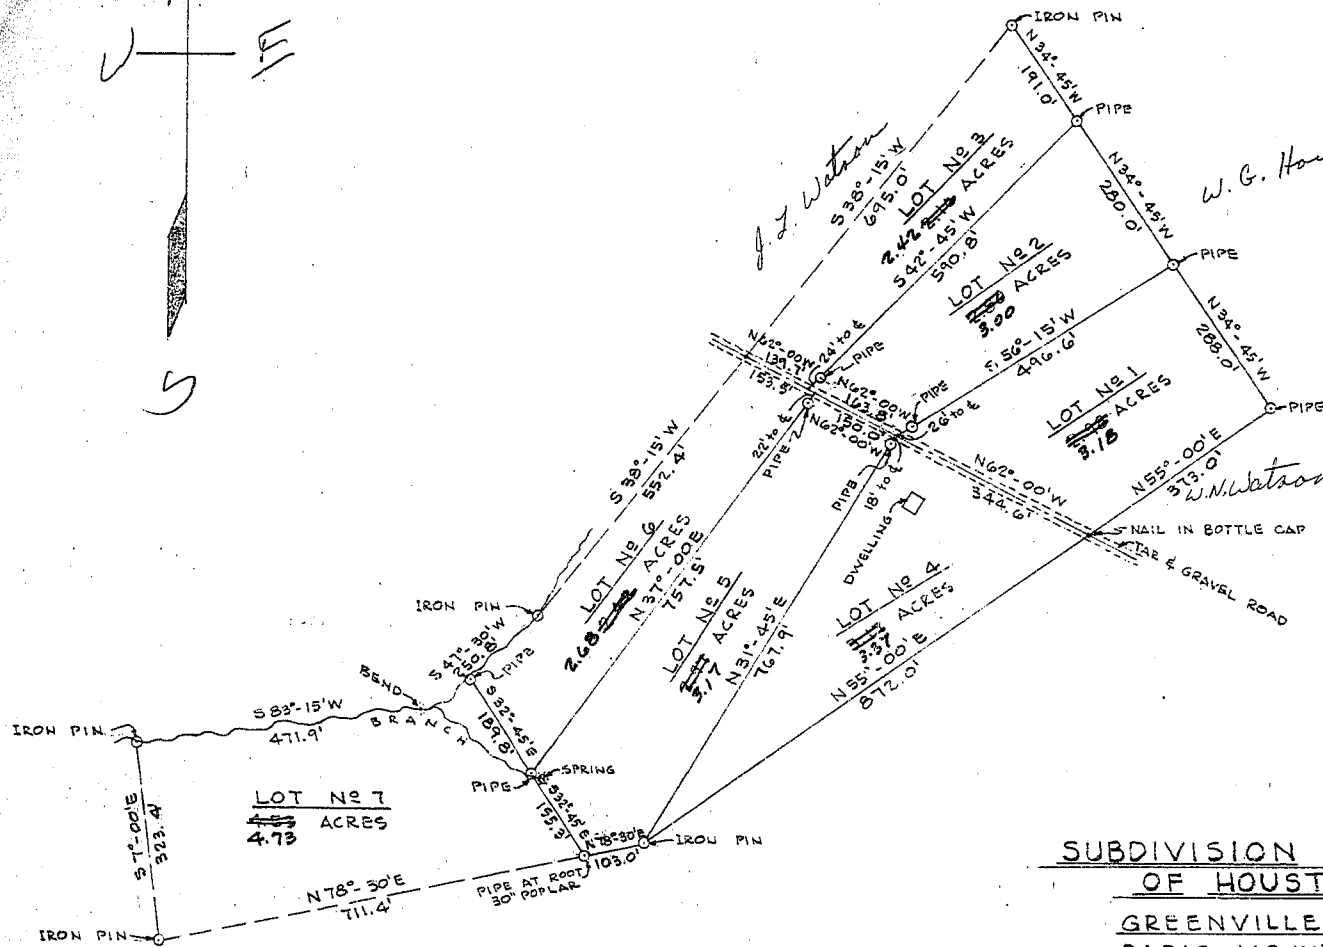 W E
S
IRON PIN
N 34°-45' W
191.0'
PIPE
N 34°-45' W
280.0'
W. G. Hou
PIPE
N 34°-45' W
288.0'
PIPE
J. L. Watson
S 38°-15' W
695.0'
LOT Nº 3
2.42 ACRES
S 42°-45' W
590.8'
LOT Nº 2
ACRES
3.00
S 56°-15' W
496.6'
LOT Nº 1
ACRES
3.18
N 55°-00' E
373.0'
W. N. Watson
N 62°-00' W
139.7'
153.5'
24' to ℄
PIPE
N 62°-00' W
163.8'
150.0'
N 62°-00' W
PIPE
26' to ℄
22' to ℄
PIPE
PIPE
18' to ℄
N 62°-00' W
344.6'
NAIL IN BOTTLE CAP
TAR & GRAVEL ROAD
DWELLING
S 38°-15' W
552.4'
LOT Nº 6
2.68 ACRES
N 37°-00 E
757.5'
LOT Nº 5
ACRES
3.17
N 31°-45' E
767.9'
LOT Nº 4
ACRES
3.37
N 55°-00' E
872.0'
IRON PIN
S 47°-30' W
250.8'
PIPE
BEND
BRANCH
S 83°-15' W
471.9'
IRON PIN
S 32°-45' E
189.8'
SPRING
PIPE
S 32°-45' E
155.3'
LOT Nº 7
ACRES
4.73
S 7°-00' E
323.4'
N 78°-30' E
103.0'
IRON PIN
PIPE AT ROOT
30" POPLAR
N 78°-30' E
711.4'
IRON PIN
SUBDIVISION
OF HOUST
GREENVILLE